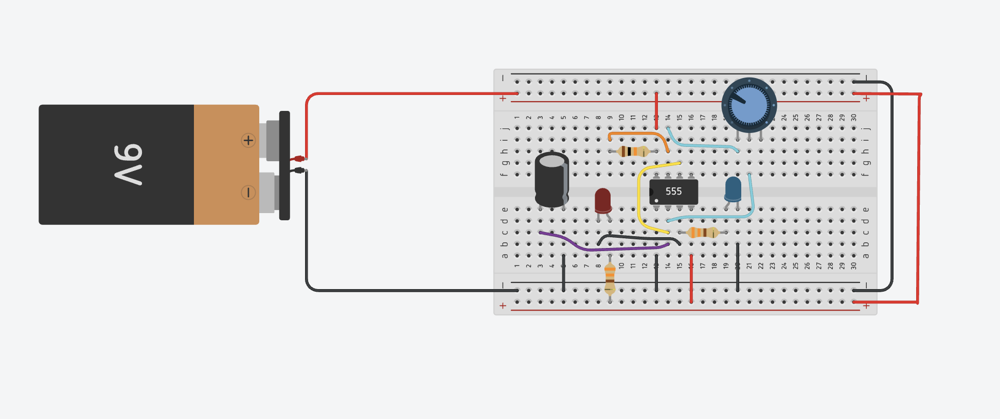 9V
+
−
−
+
1 2 3 4 5 6 7 8 9 10 11 12 13 14 15 16 17 18 24 25 26 27 28 29 30
j
i
h
g
f
555
e
d
c
b
a
1 2 3 4 5 6 7 8 10 11 12 13 14 15 16 17 18 19 20 21 22 23 24 25 26 27 28 29 30
−
+
−
+
j
i
h
g
f
e
d
c
b
a
−
+